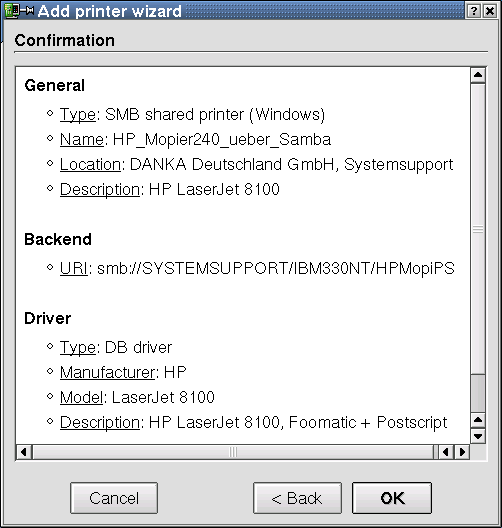 Add printer wizard
Confirmation
General
Type: SMB shared printer (Windows)
Name: HP_Mopier240_ueber_Samba
Location: DANKA Deutschland GmbH, Systemsupport
Description: HP LaserJet 8100
Backend
URI: smb://SYSTEMSUPPORT/IBM330NT/HPMopiPS
Driver
Type: DB driver
Manufacturer: HP
Model: LaserJet 8100
Description: HP LaserJet 8100, Foomatic + Postscript
Cancel
< Back
OK